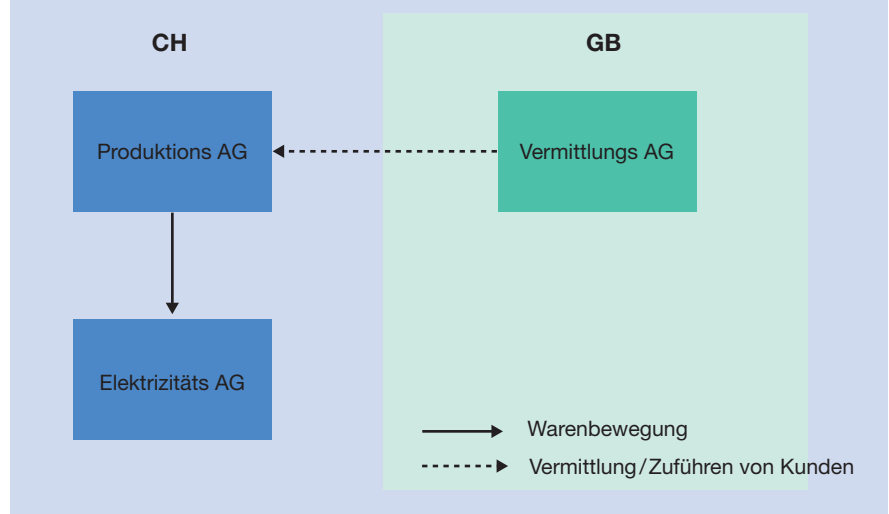 CH
GB
Produktions AG
Vermittlungs AG
Elektrizitäts AG
Warenbewegung
Vermittlung/Zuführen von Kunden